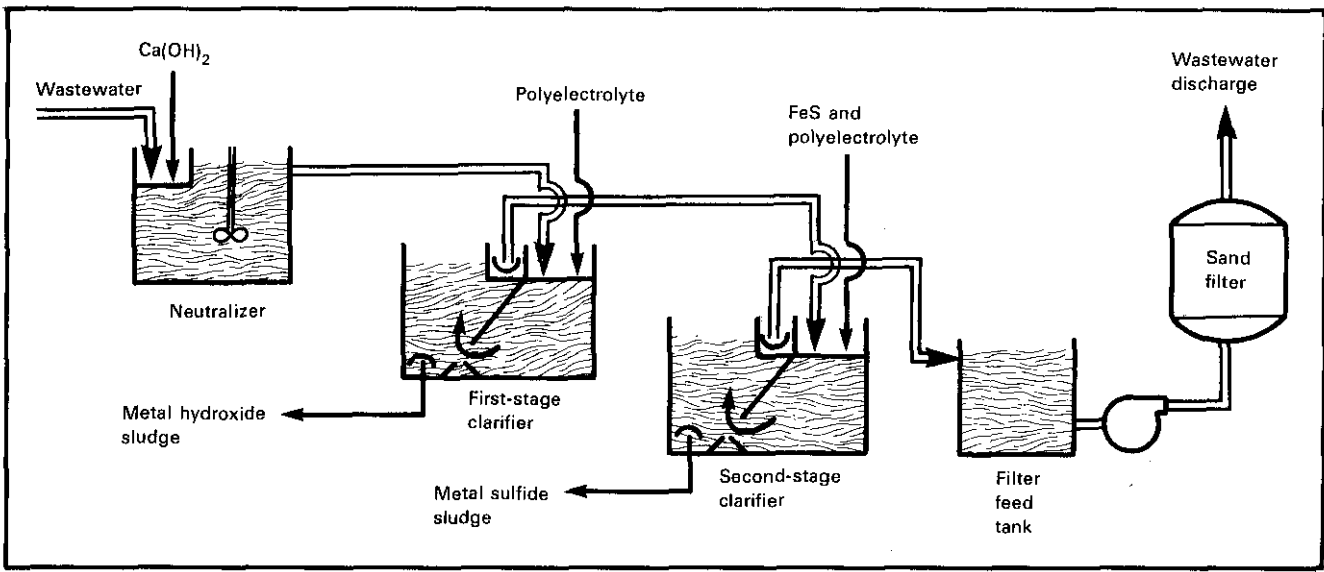 Ca(OH)2
Wastewater
Polyelectrolyte
FeS and
polyelectrolyte
Wastewater
discharge
Sand
filter
Neutralizer
First-stage
clarifier
Metal hydroxide
sludge
Second-stage
clarifier
Metal sulfide
sludge
Filter
feed
tank